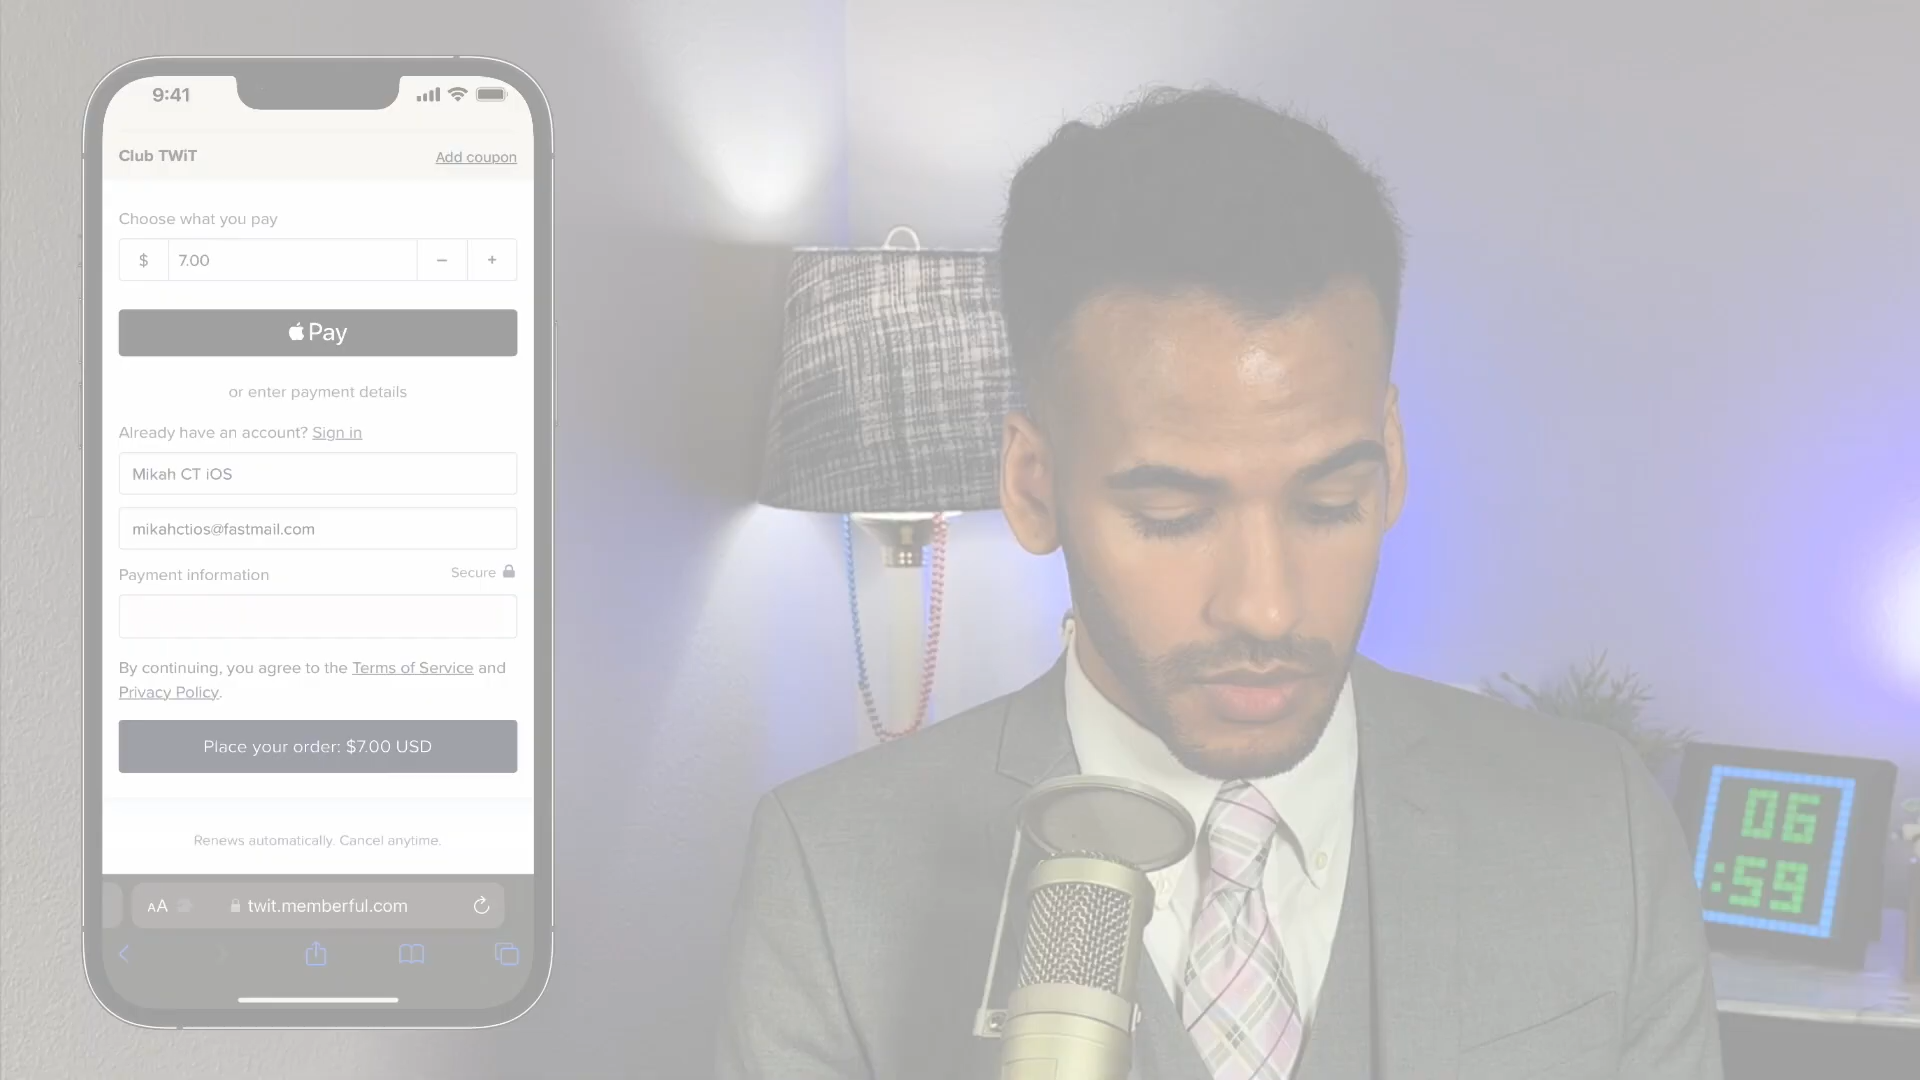 9:41
Club TWiT
Add coupon
Choose what you pay
$ 7.00 − +
Pay
or enter payment details
Already have an account? Sign in
Mikah CT iOS
mikahctios@fastmail.com
Payment information
Secure
By continuing, you agree to the Terms of Service and
Privacy Policy.
Place your order: $7.00 USD
Renews automatically. Cancel anytime.
AA twit.memberful.com
06
:59